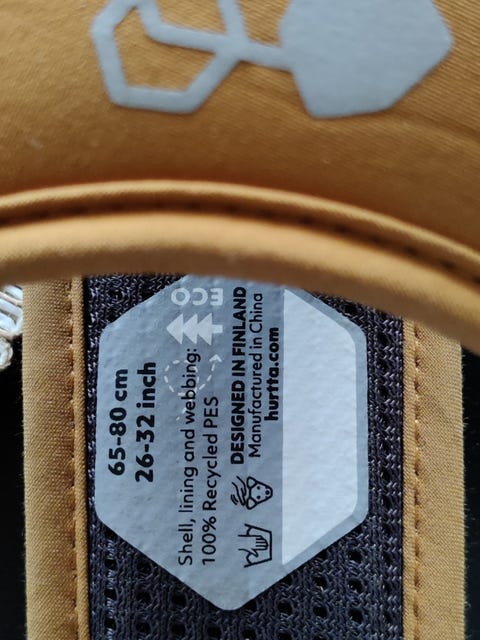 65-80 cm
26-32 inch
ECO
Shell, lining and webbing:
100% Recycled PES
DESIGNED IN FINLAND
Manufactured in China
hurtta.com